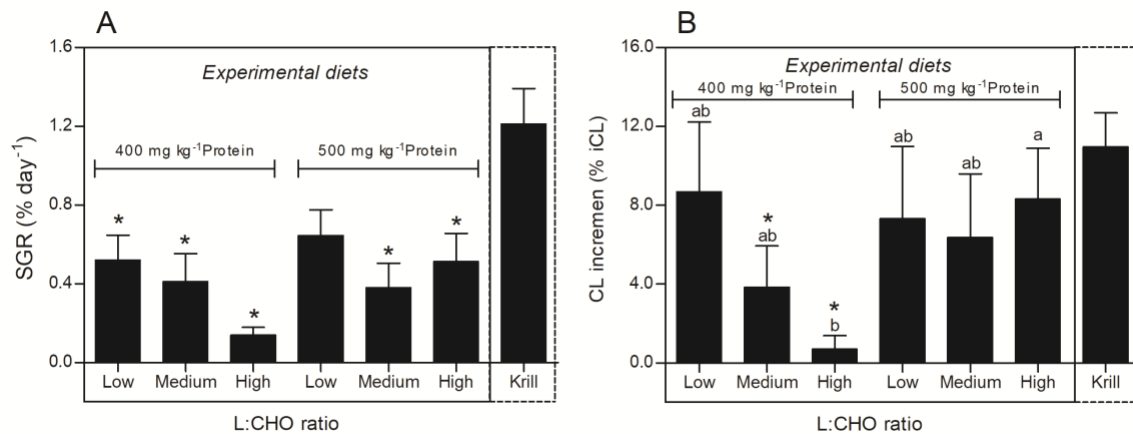 A
SGR (% day⁻¹)
1.6
1.2
0.8
0.4
0.0
Experimental diets
400 mg kg⁻¹Protein
500 mg kg⁻¹Protein
* * * * *
Low Medium High Low Medium High Krill
L:CHO ratio
B
CL incremen (% iCL)
16.0
12.0
8.0
4.0
0.0
Experimental diets
400 mg kg⁻¹Protein
500 mg kg⁻¹Protein
ab
*
ab
*
b
ab
ab
a
Low Medium High Low Medium High Krill
L:CHO ratio